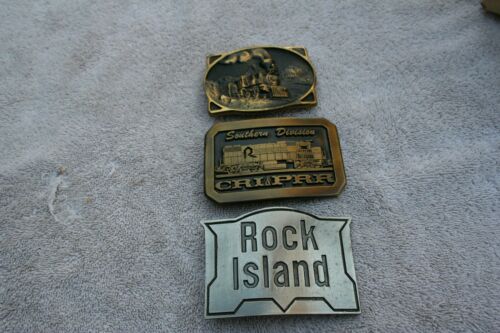 Southern Division
R
CRI&PRR
Rock
Island